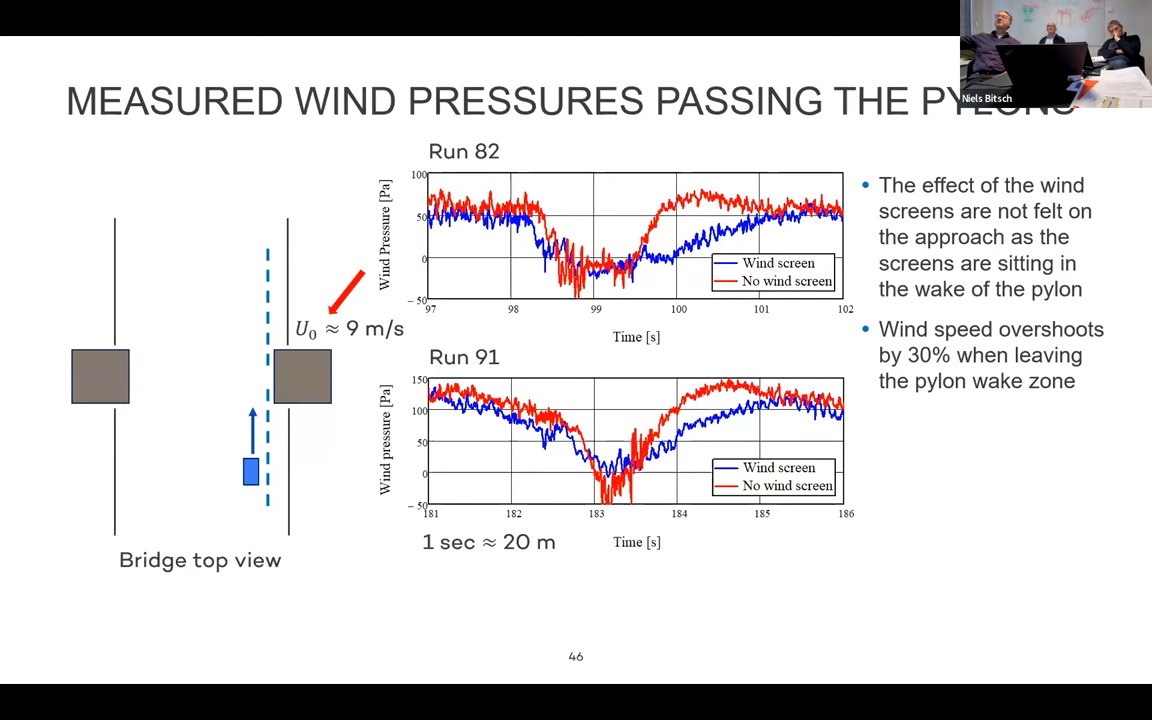 MEASURED WIND PRESSURES PASSING THE PYLONS
Niels Bitsch
Run 82
Wind Pressure [Pa]
100
50
0
−50
97
98
99
100
101
102
Wind screen
No wind screen
Time [s]
U0 ≈ 9 m/s
Run 91
Wind pressure [Pa]
150
100
50
0
−50
181
182
183
184
185
186
Wind screen
No wind screen
1 sec ≈ 20 m
Time [s]
Bridge top view
• The effect of the wind
screens are not felt on
the approach as the
screens are sitting in
the wake of the pylon
• Wind speed overshoots
by 30% when leaving
the pylon wake zone
46